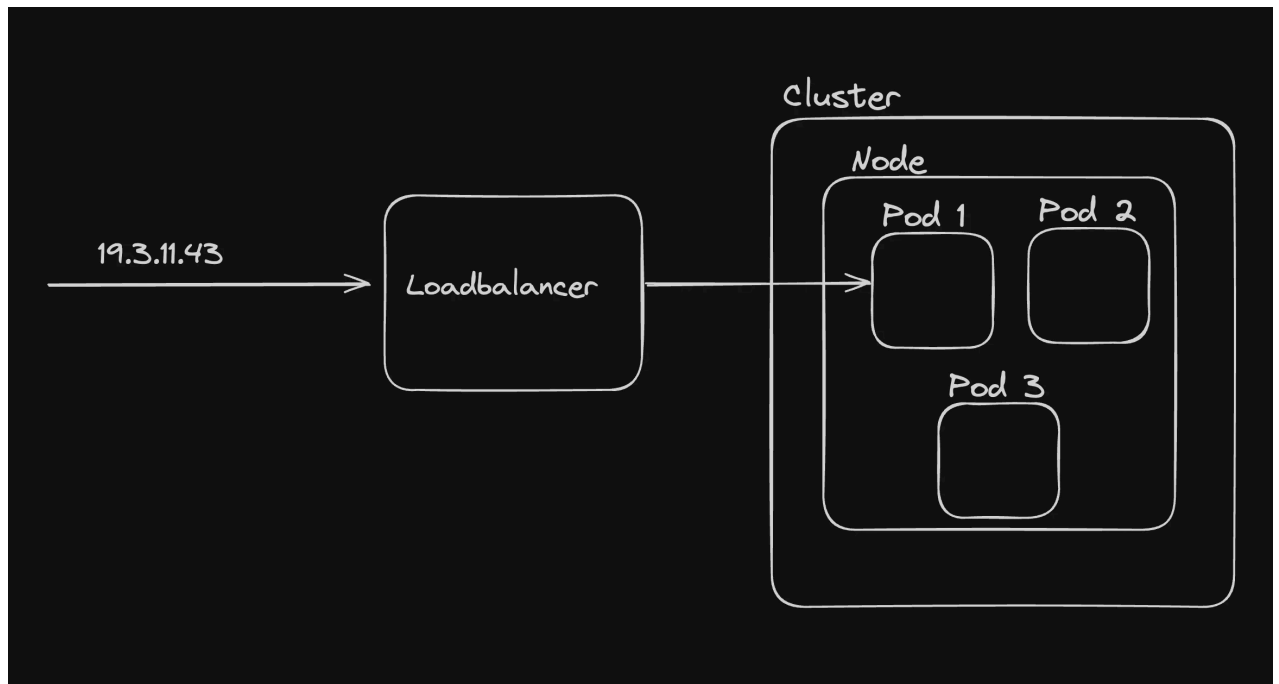 Cluster
Node
Pod 1
Pod 2
19.3.11.43
Loadbalancer
Pod 3